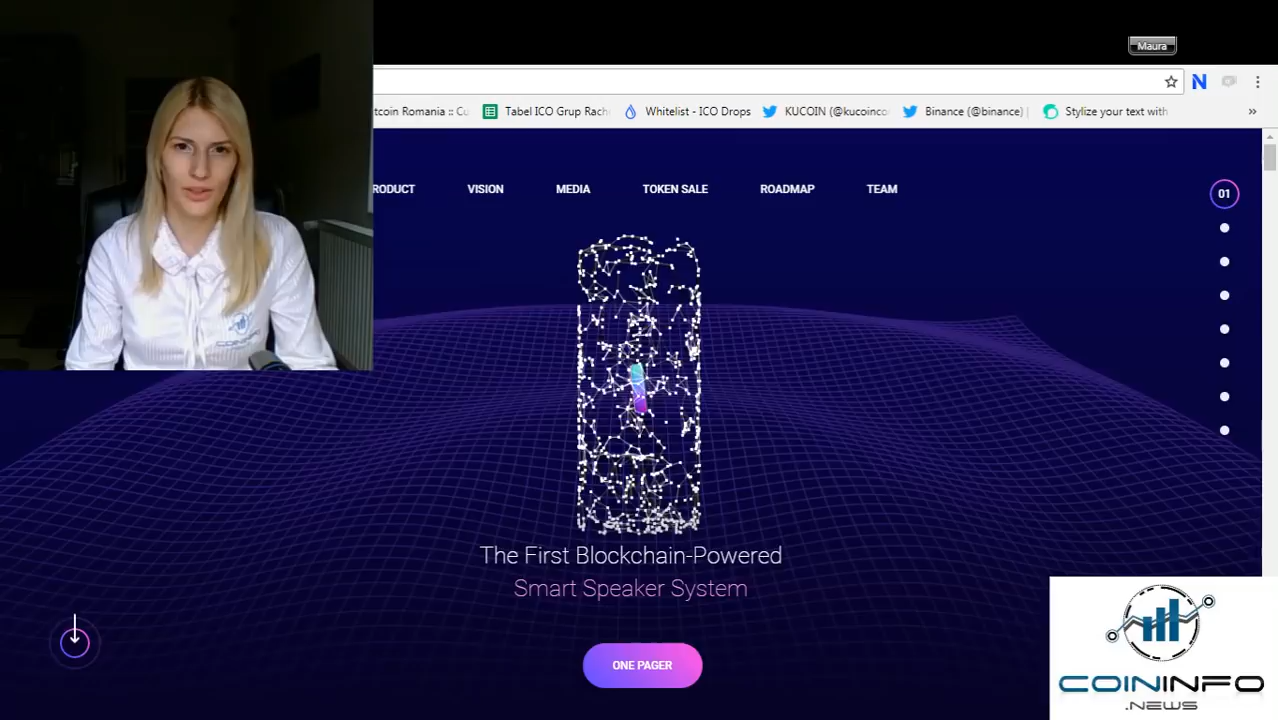 Maura
tcoin Romania :: Cu
Tabel ICO Grup Rach
Whitelist - ICO Drops
KUCOIN (@kucoinco
Binance (@binance) |
Stylize your text with
»
RODUCT
VISION
MEDIA
TOKEN SALE
ROADMAP
TEAM
01
The First Blockchain-Powered
Smart Speaker System
ONE PAGER
COININFO
.NEWS